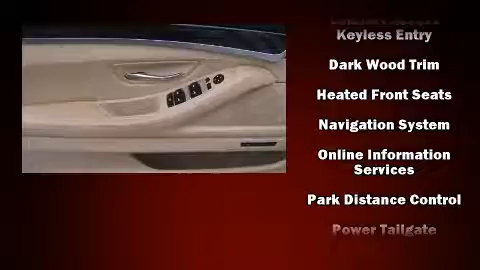 Keyless Entry
Dark Wood Trim
Heated Front Seats
Navigation System
Online Information
Services
Park Distance Control
Power Tailgate